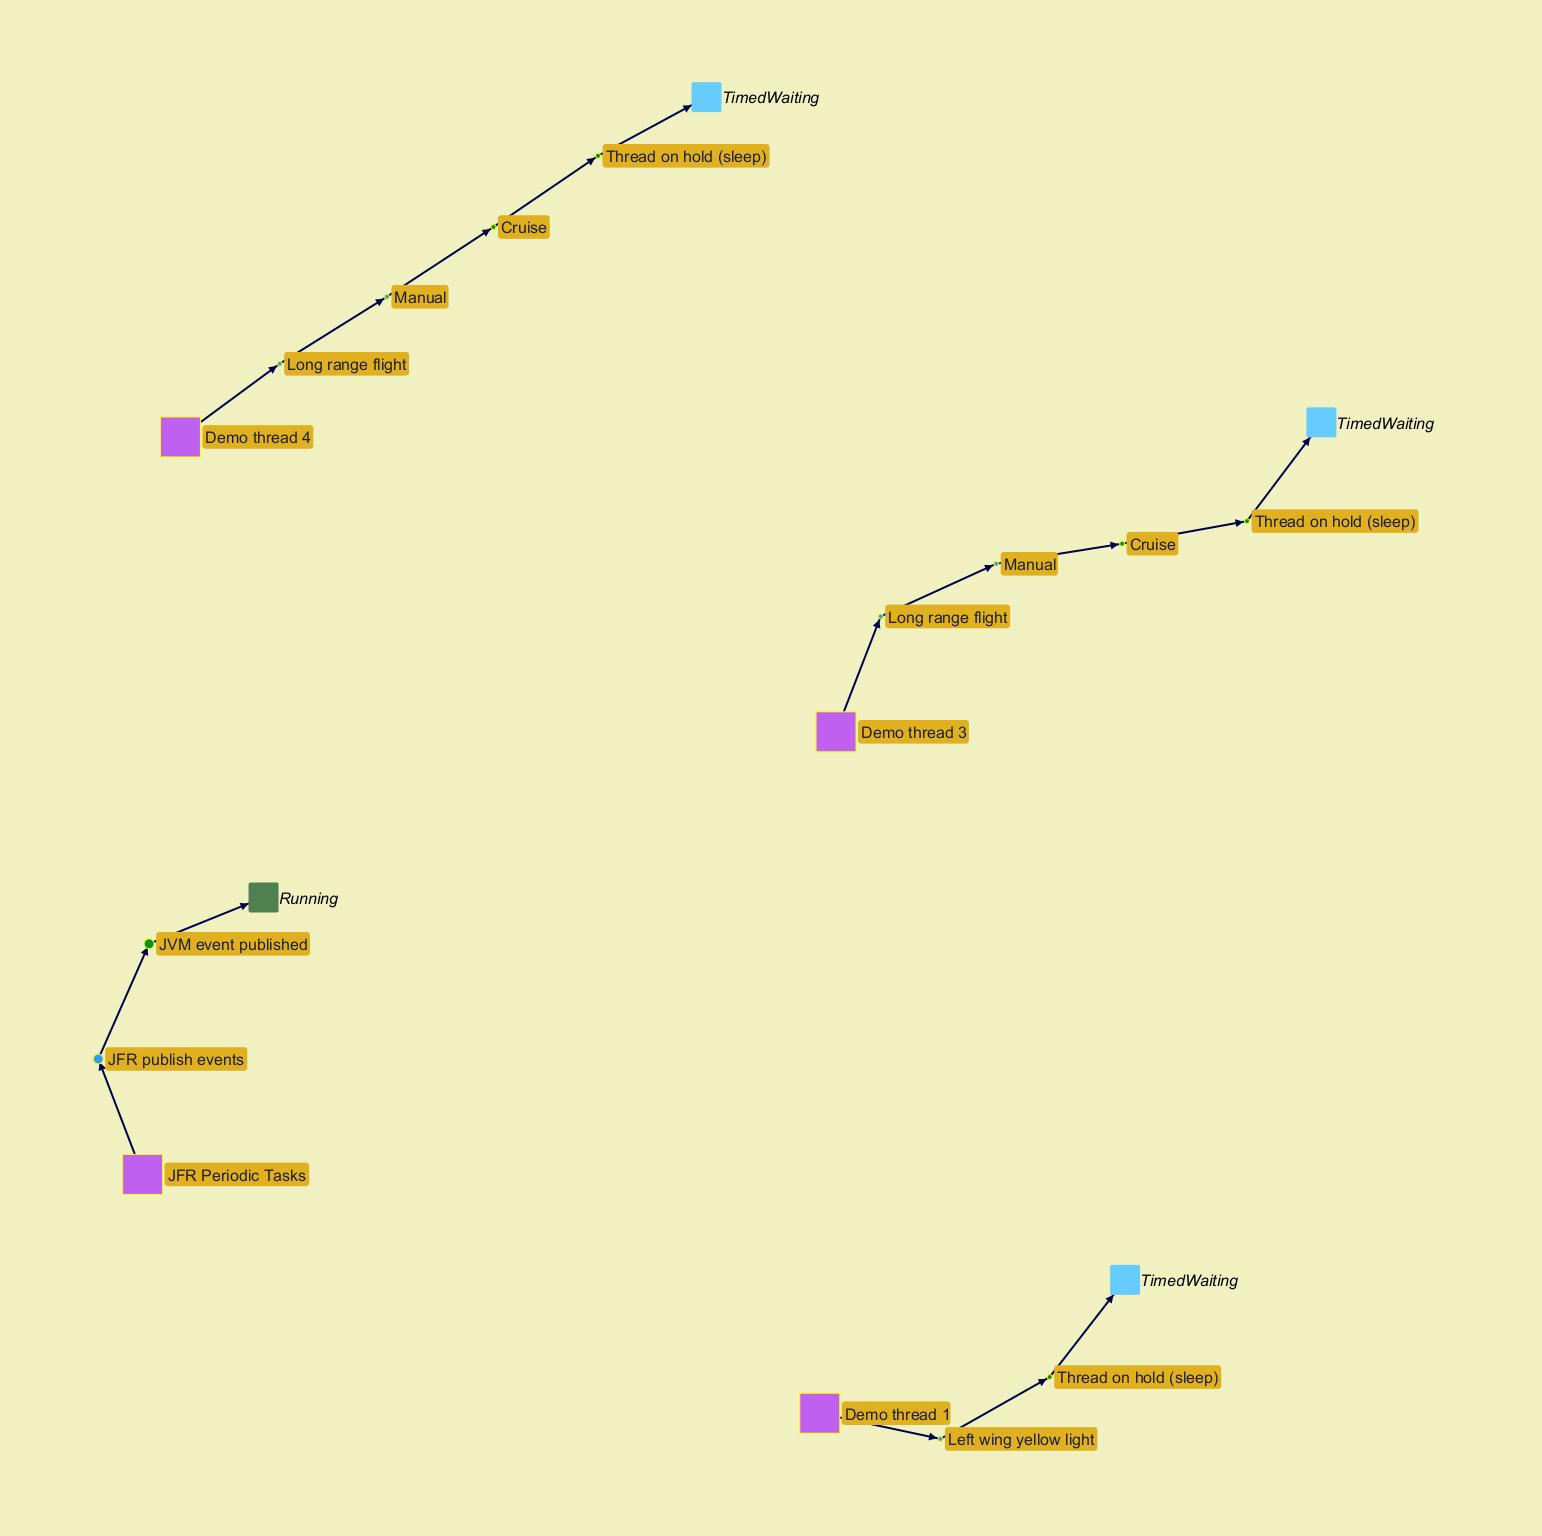 TimedWaiting
Thread on hold (sleep)
Cruise
Manual
Long range flight
Demo thread 4
TimedWaiting
Thread on hold (sleep)
Cruise
Manual
Long range flight
Demo thread 3
Running
JVM event published
JFR publish events
JFR Periodic Tasks
TimedWaiting
Thread on hold (sleep)
Demo thread 1
Left wing yellow light